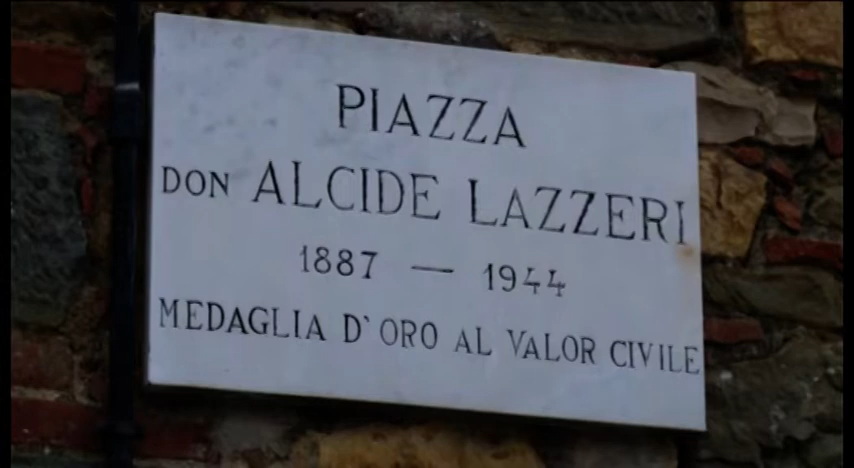 PIAZZA
DON ALCIDE LAZZERI
1887 — 1944
MEDAGLIA D'ORO AL VALOR CIVILE